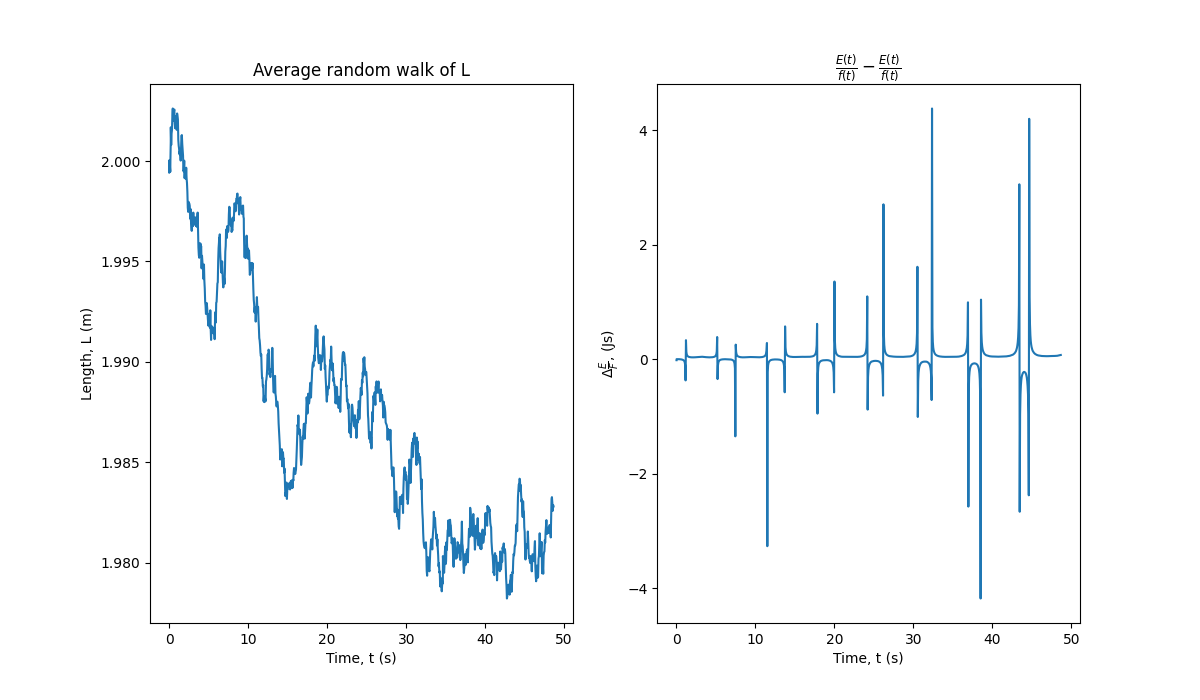 Average random walk of L
Length, L (m)
2.000
1.995
1.990
1.985
1.980
0 10 20 30 40 50
Time, t (s)
E(t)/f(t) − E(t)/f(t)
Δ E/F, (Js)
4
2
0
−2
−4
0 10 20 30 40 50
Time, t (s)